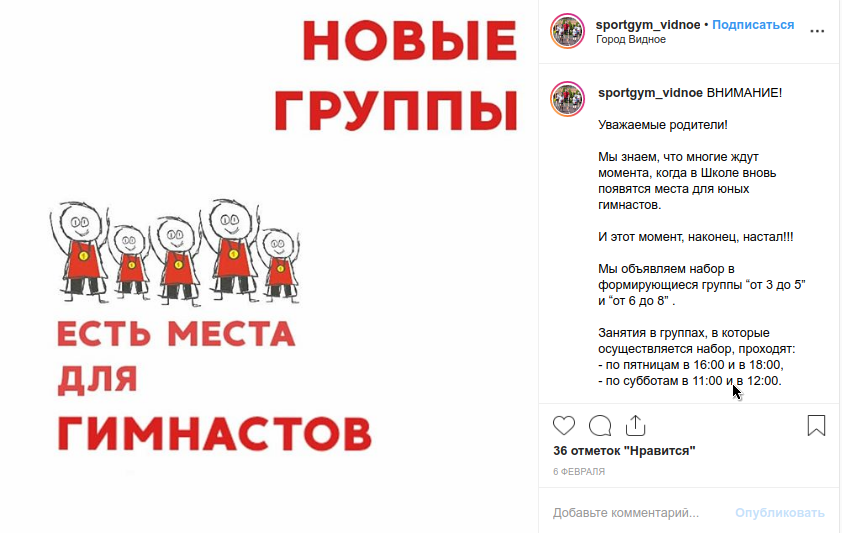 НОВЫЕ
ГРУППЫ
ЕСТЬ МЕСТА
ДЛЯ
ГИМНАСТОВ
sportgym_vidnoe • Подписаться
Город Видное
sportgym_vidnoe ВНИМАНИЕ!
Уважаемые родители!
Мы знаем, что многие ждут
момента, когда в Школе вновь
появятся места для юных
гимнастов.
И этот момент, наконец, настал!!!
Мы объявляем набор в
формирующиеся группы “от 3 до 5”
и “от 6 до 8” .
Занятия в группах, в которые
осуществляется набор, проходят:
- по пятницам в 16:00 и в 18:00,
- по субботам в 11:00 и в 12:00.
36 отметок "Нравится"
6 ФЕВРАЛЯ
Добавьте комментарий...
Опубликовать